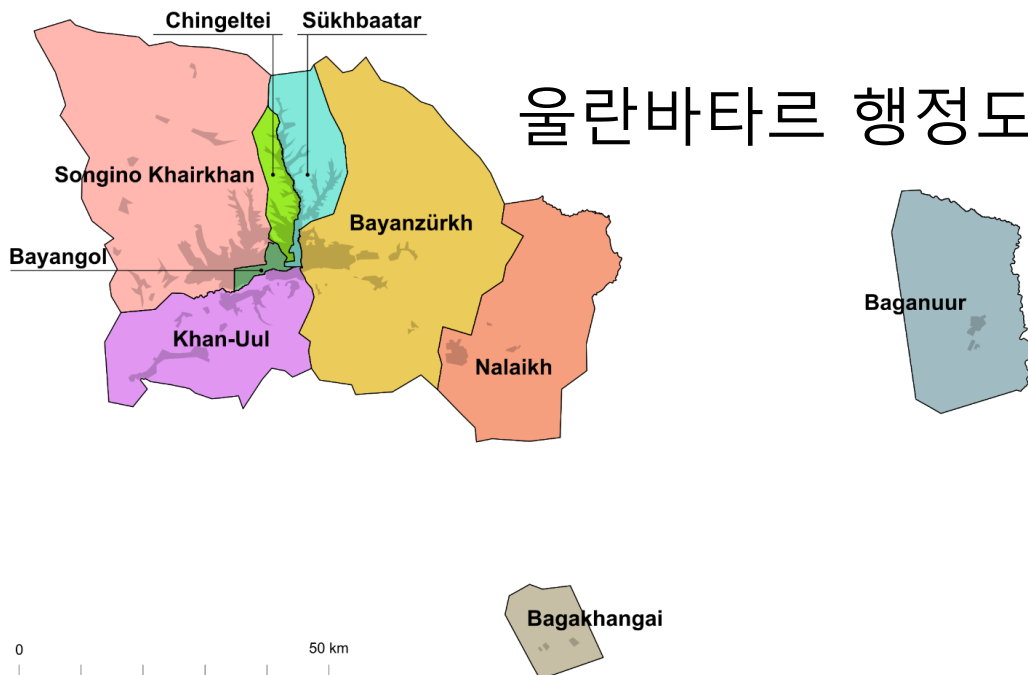 Chingeltei
Sükhbaatar
울란바타르 행정도
Songino Khairkhan
Bayanzürkh
Bayangol
Baganuur
Khan-Uul
Nalaikh
Bagakhangai
0
50 km